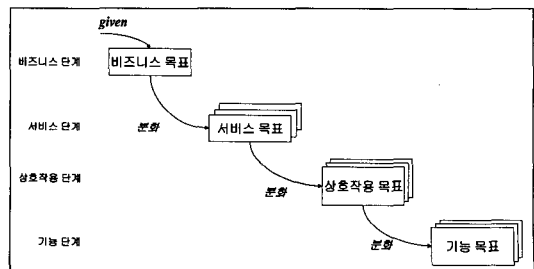 given
비즈니스 단계
비즈니스 목표
서비스 단계
분화
서비스 목표
상호작용 단계
분화
상호작용 목표
기능 단계
분화
기능 목표